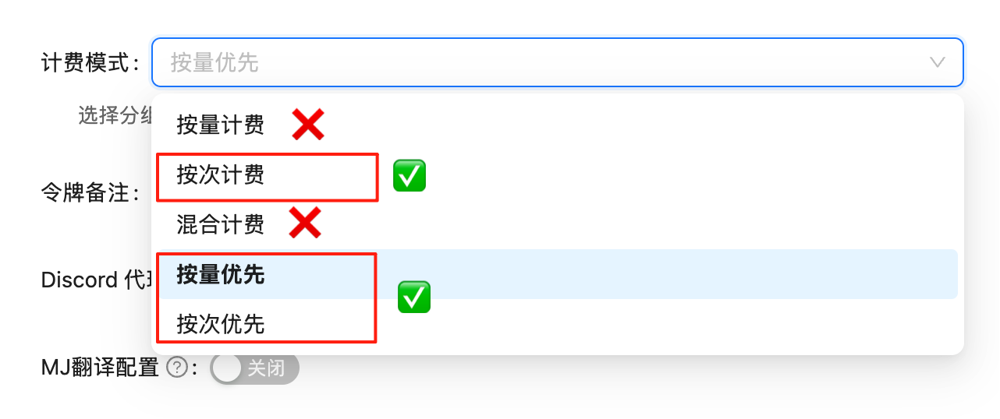 计费模式:
按量优先
选择分组
按量计费
按次计费
令牌备注:
混合计费
按量优先
Discord 代
按次优先
MJ翻译配置 ? : 关闭